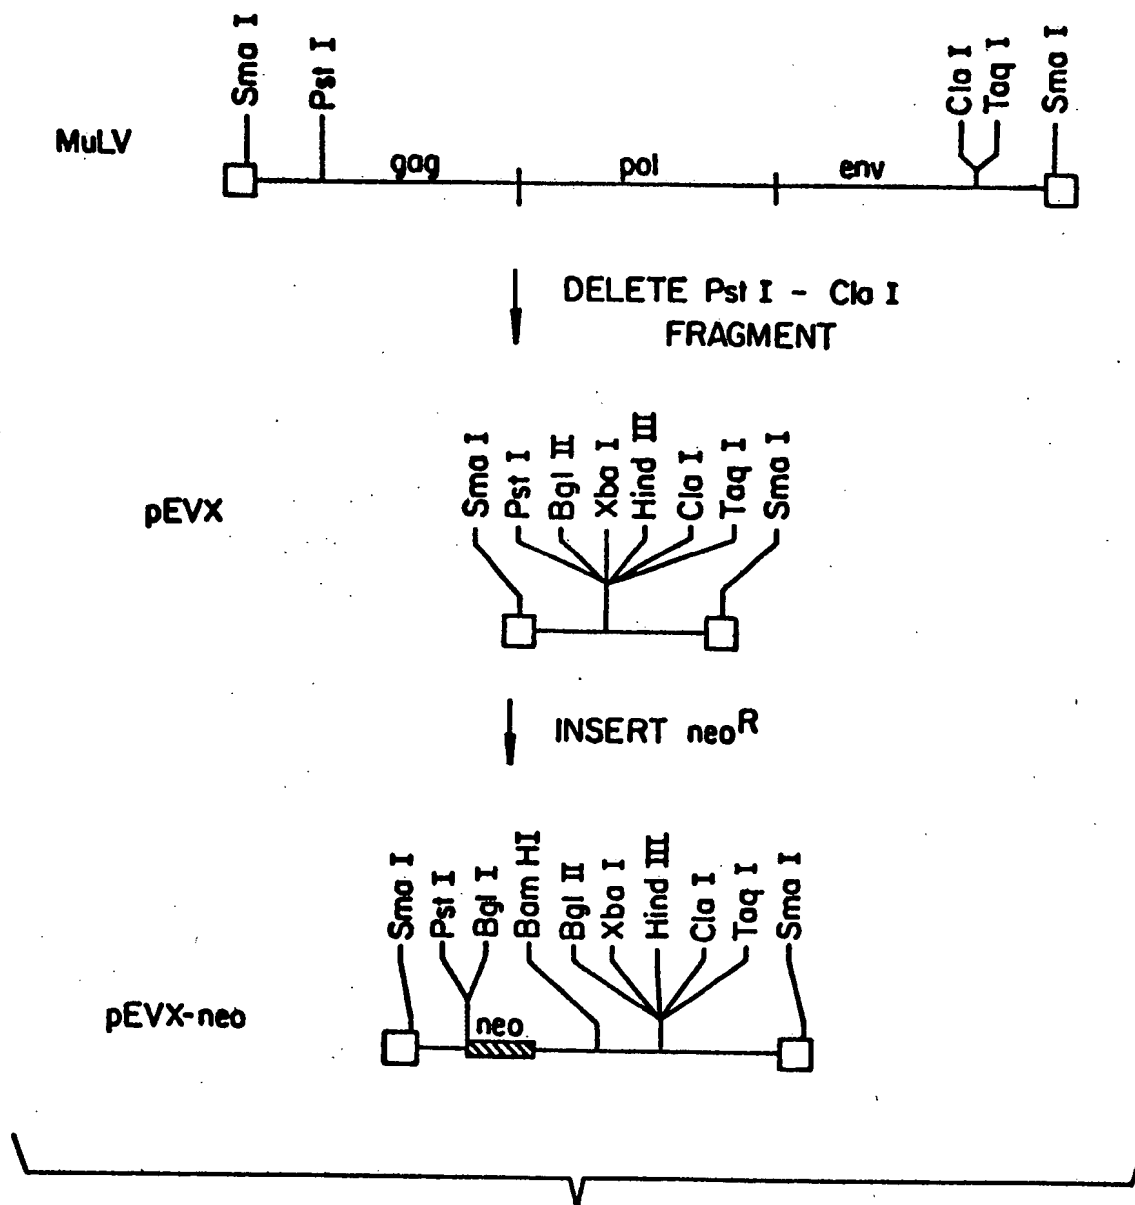 Sma I
Pst I
Cla I
Taq I
Sma I
MuLV
gag
pol
env
DELETE Pst I - Cla I
FRAGMENT
Sma I
Pst I
Bgl II
Xba I
Hind III
Cla I
Taq I
Sma I
pEVX
INSERT neoR
Sma I
Pst I
Bgl I
Bam HI
Bgl II
Xba I
Hind III
Cla I
Taq I
Sma I
pEVX-neo
neo